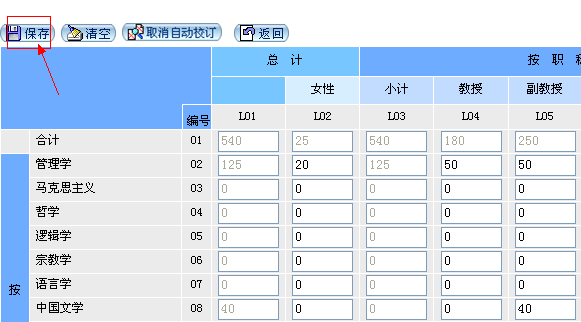 保存 清空 取消自动校订 返回
总 计 按 职
女性 小计 教授 副教授
编号 L01 L02 L03 L04 L05
合计 01 540 25 540 180 250
管理学 02 125 20 125 50 50
马克思主义 03 0 0 0 0 0
哲学 04 0 0 0 0 0
逻辑学 05 0 0 0 0 0
宗教学 06 0 0 0 0 0
语言学 07 0 0 0 0 0
按 中国文学 08 40 0 0 0 40